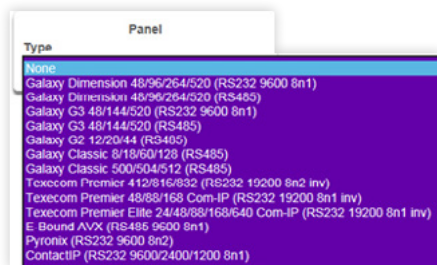 Panel
Type
None
Galaxy Dimension 48/96/264/520 (RS232 9600 8n1)
Galaxy Dimension 48/96/264/520 (RS485)
Galaxy G3 48/144/520 (RS232 9600 8n1)
Galaxy G3 48/144/520 (RS485)
Galaxy G2 12/20/44 (RS485)
Galaxy Classic 8/18/60/128 (RS485)
Galaxy Classic 500/504/512 (RS485)
Texecom Premier 412/816/832 (RS232 19200 8n2 inv)
Texecom Premier 48/88/168 Com-IP (RS232 19200 8n1 inv)
Texecom Premier Elite 24/48/88/168/640 Com-IP (RS232 19200 8n1 inv)
E-Bound AVX (RS485 9600 8n1)
Pyronix (RS232 9600 8n2)
ContactIP (RS232 9600/2400/1200 8n1)